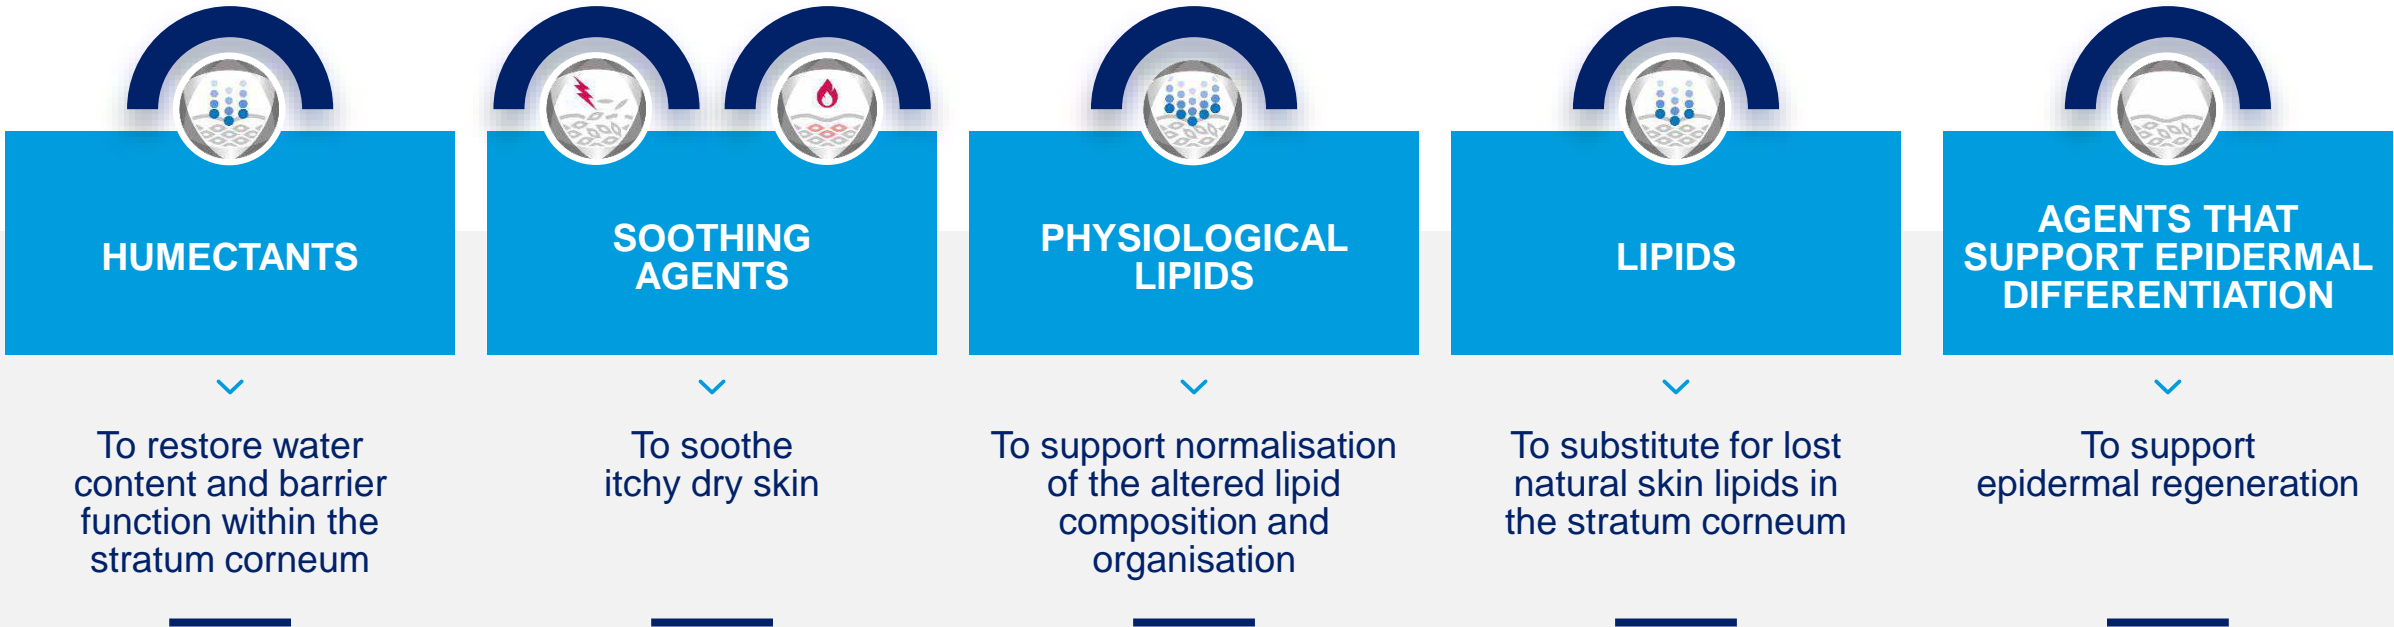 HUMECTANTS
To restore water
content and barrier
function within the
stratum corneum
SOOTHING
AGENTS
To soothe
itchy dry skin
PHYSIOLOGICAL
LIPIDS
To support normalisation
of the altered lipid
composition and
organisation
LIPIDS
To substitute for lost
natural skin lipids in
the stratum corneum
AGENTS THAT
SUPPORT EPIDERMAL
DIFFERENTIATION
To support
epidermal regeneration